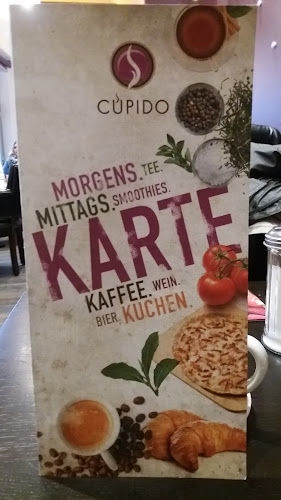 CUPIDO
MORGENS. TEE.
MITTAGS. SMOOTHIES.
KARTE
KAFFEE. WEIN.
BIER. KUCHEN.